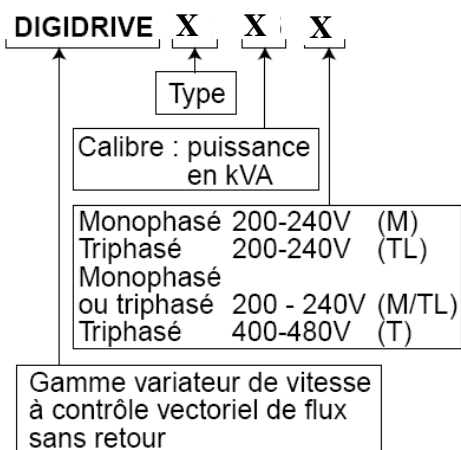 DIGIDRIVE X X X
Type
Calibre : puissance
en kVA
Monophasé 200-240V (M)
Triphasé 200-240V (TL)
Monophasé
ou triphasé 200 - 240V (M/TL)
Triphasé 400-480V (T)
Gamme variateur de vitesse
à contrôle vectoriel de flux
sans retour